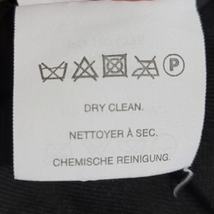 P
DRY CLEAN.
NETTOYER À SEC.
CHEMISCHE REINIGUNG.